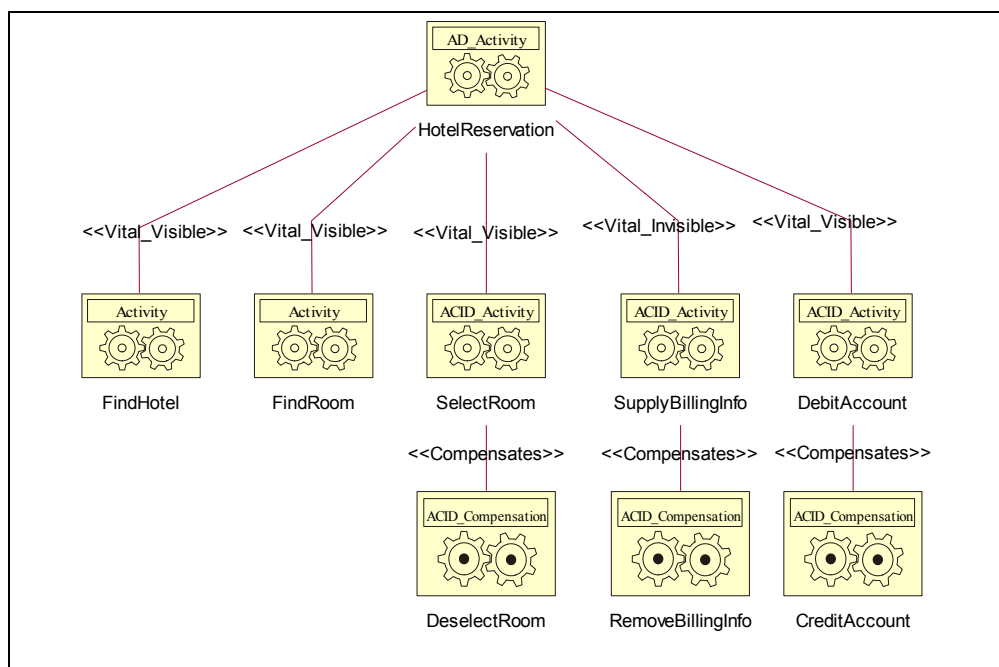 AD_Activity
HotelReservation
<<Vital_Visible>> <<Vital_Visible>> <<Vital_Visible>> <<Vital_Invisible>> <<Vital_Visible>>
Activity Activity ACID_Activity ACID_Activity ACID_Activity
FindHotel FindRoom SelectRoom SupplyBillingInfo DebitAccount
<<Compensates>> <<Compensates>> <<Compensates>>
ACID_Compensation ACID_Compensation ACID_Compensation
DeselectRoom RemoveBillingInfo CreditAccount